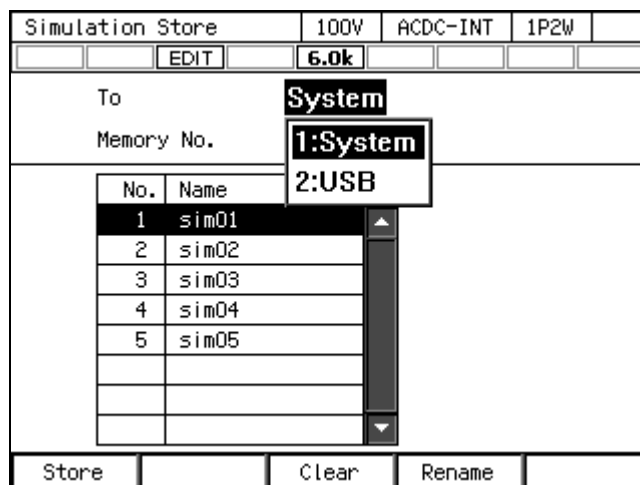 Simulation Store 100V ACDC-INT 1P2W
EDIT 6.0k
To System
Memory No. 1:System
2:USB
No. Name
1 sim01
2 sim02
3 sim03
4 sim04
5 sim05
Store Clear Rename